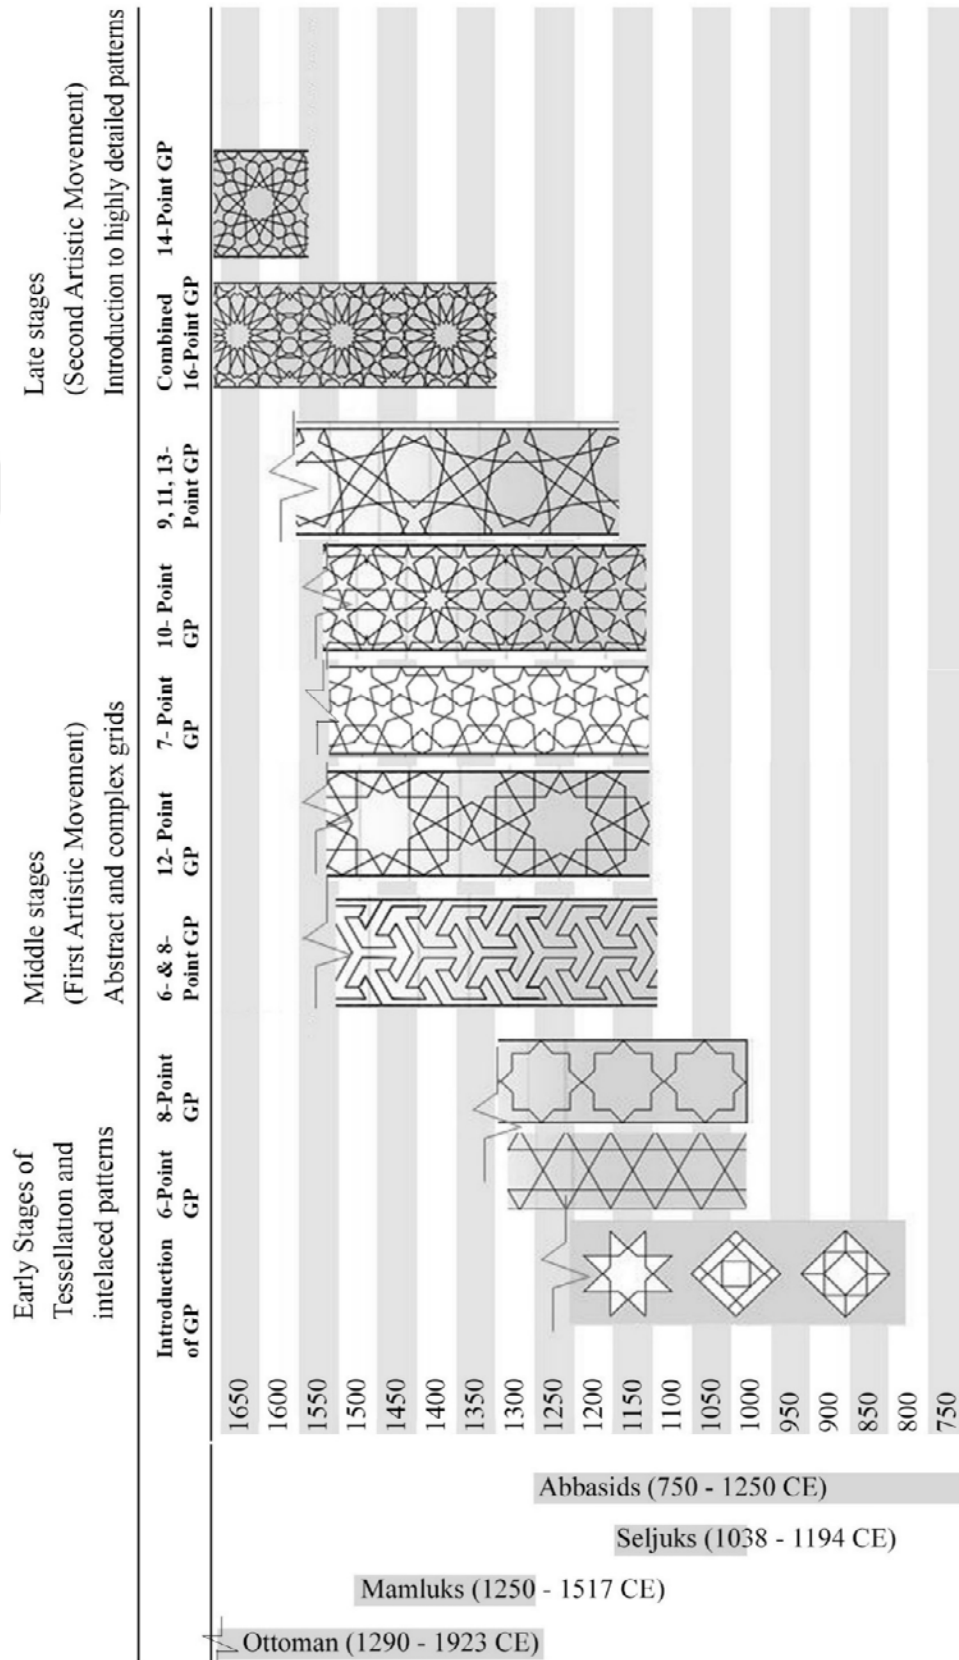 Early Stages of
Tessellation and
intelaced patterns
Middle stages
(First Artistic Movement)
Abstract and complex grids
Late stages
(Second Artistic Movement)
Introduction to highly detailed patterns
Introduction
of GP
6-Point
GP
8-Point
GP
6- & 8-
Point GP
12- Point
GP
7- Point
GP
10- Point
GP
9, 11, 13-
Point GP
Combined
16-Point GP
14-Point GP
1650
1600
1550
1500
1450
1400
1350
1300
1250
1200
1150
1100
1050
1000
950
900
850
800
750
Abbasids (750 - 1250 CE)
Seljuks (1038 - 1194 CE)
Mamluks (1250 - 1517 CE)
Ottoman (1290 - 1923 CE)